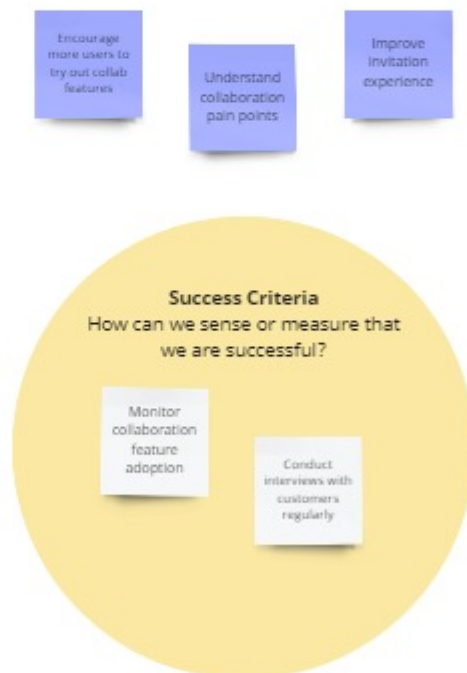 Encourage
more users to
try out collab
features
Understand
collaboration
pain points
Improve
invitation
experience
Success Criteria
How can we sense or measure that
we are successful?
Monitor
collaboration
feature
adoption
Conduct
interviews with
customers
regularly